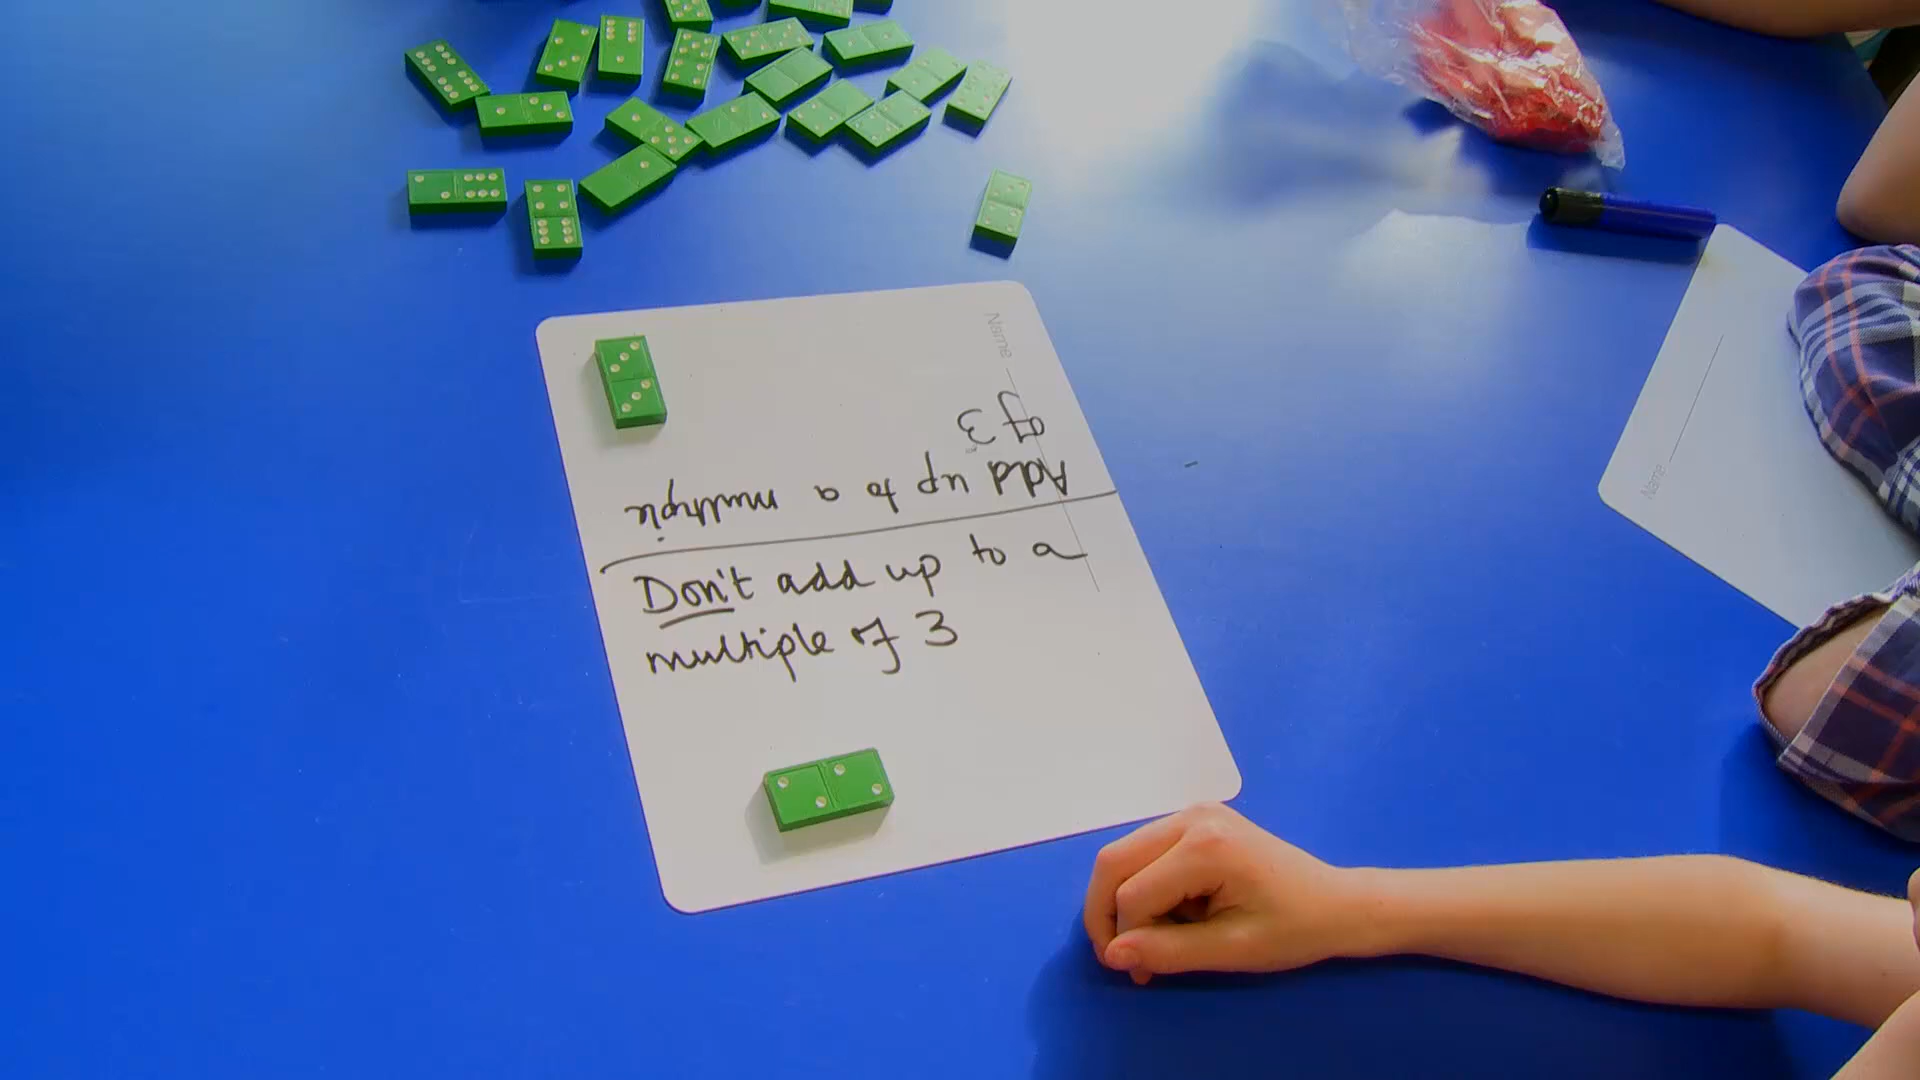 Add up to a multiple
of 3
Don't add up to a
multiple of 3
Name
Name